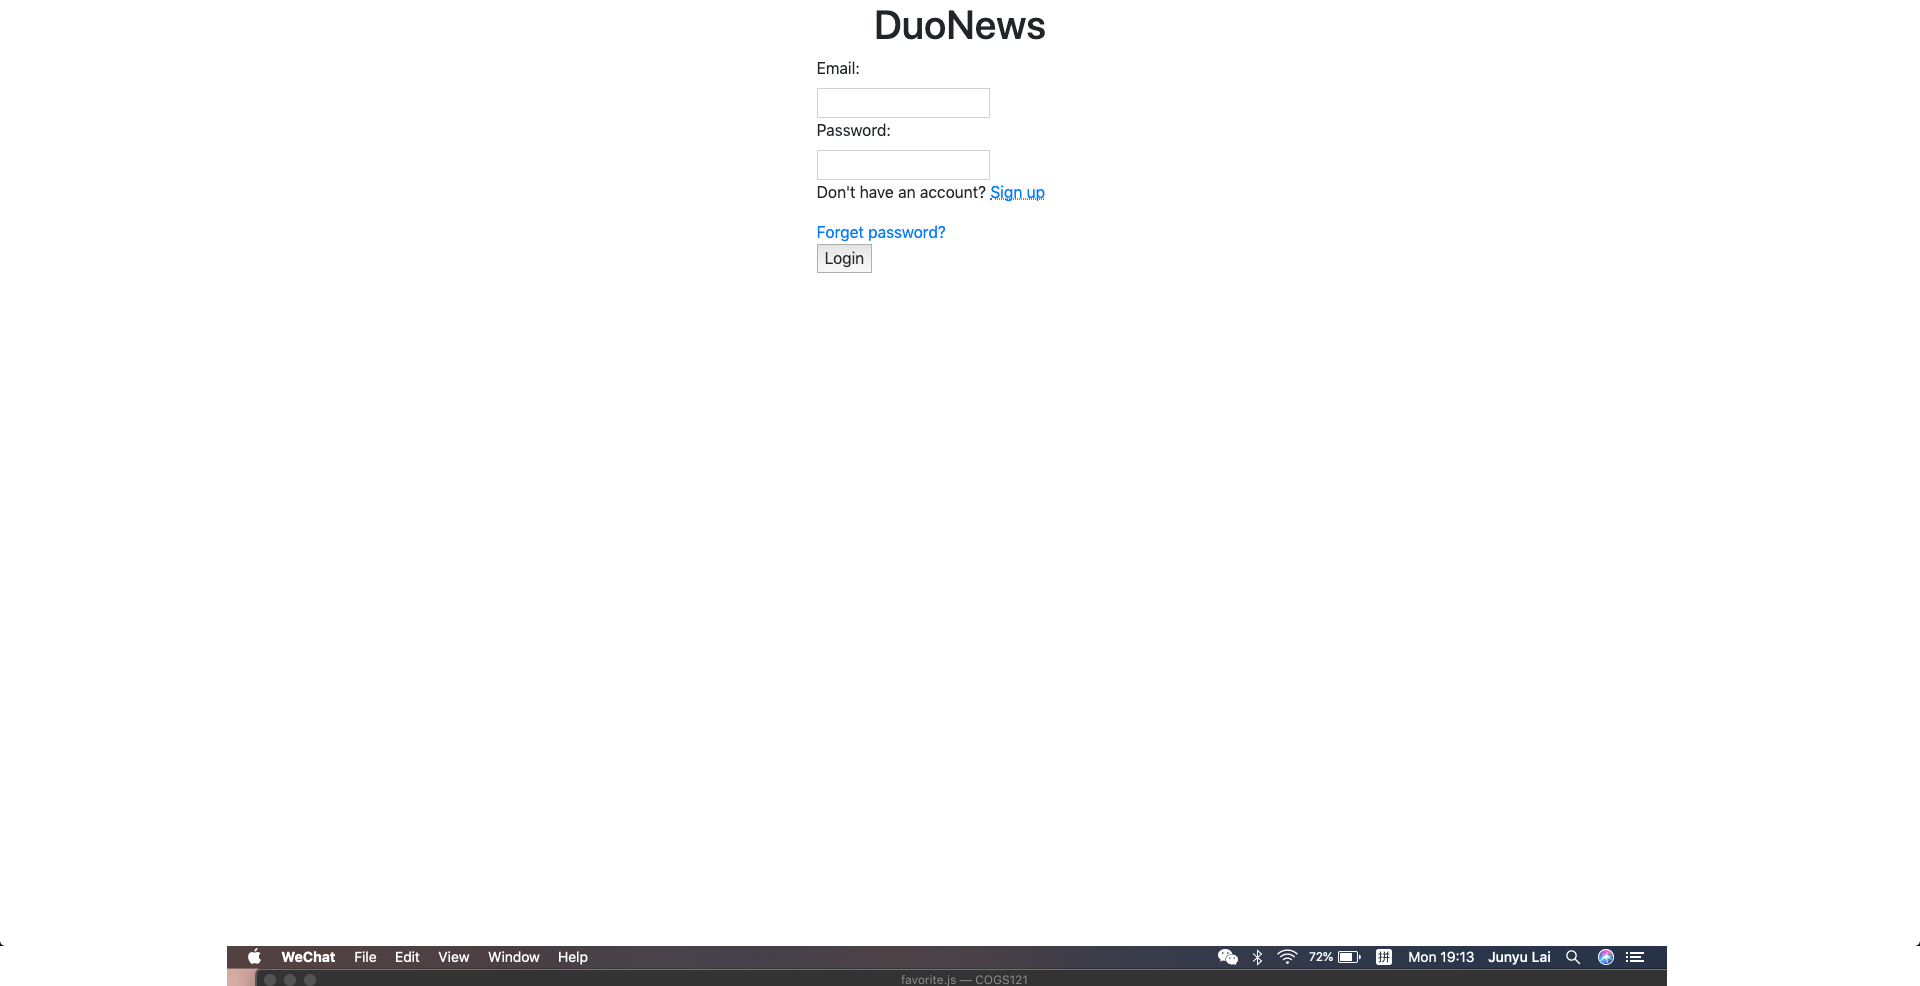 DuoNews
Email:
Password:
Don't have an account? Sign up
Forget password?
Login
WeChat File Edit View Window Help 72% 拼 Mon 19:13 Junyu Lai
favorite.js — COGS121